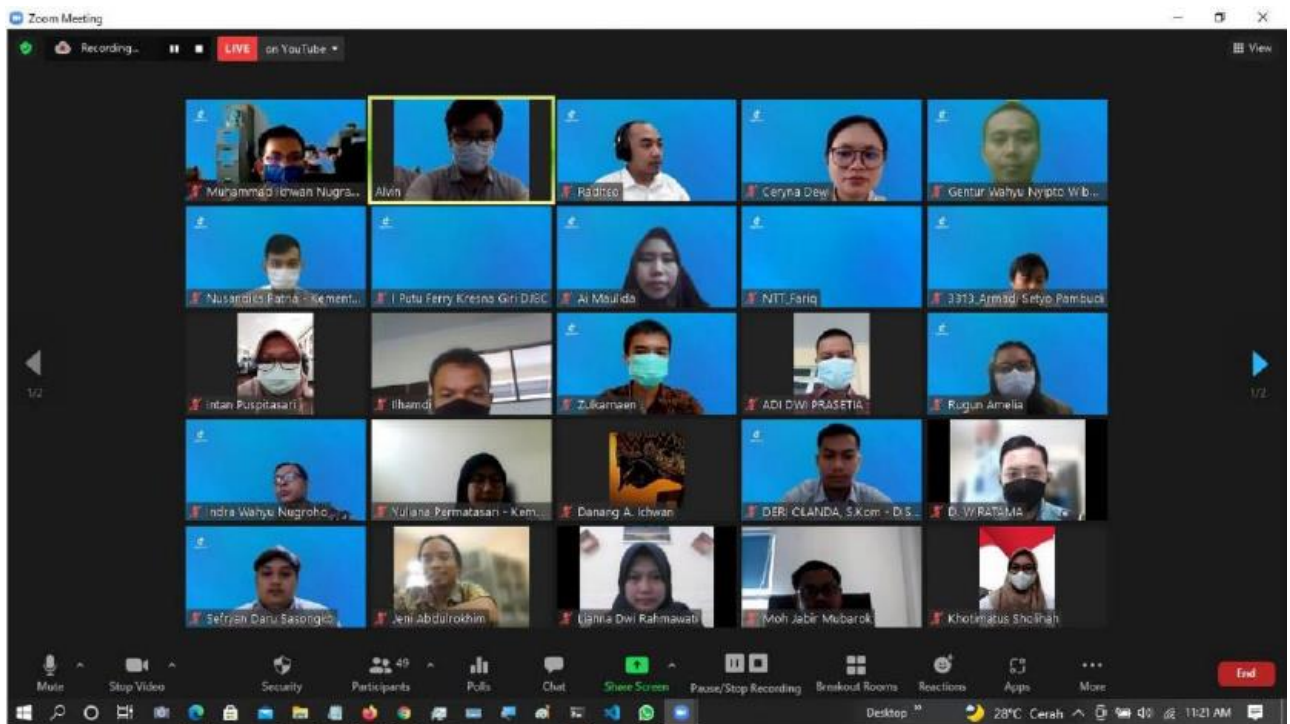 Zoom Meeting
Recording...
LIVE on YouTube
View
Muhammad Ikhwan Nugra...
Alvin
Raditso
Ceryna Dewi
Gentur Wahyu Nyipto Wib...
Nusandika Patria - Kement...
I Putu Ferry Kresna Giri DJBC
Ai Maulida
NTT_Fariq
3313_Armadi Setyo Pambudi
Intan Puspitasari
Ilhamdi
Zulkarnaen
ADI DWI PRASETIA
Rugun Amelia
1/2
1/2
Indra Wahyu Nugroho
Yuliana Permatasari - Kem...
Danang A. Ichwan
DERI OLANDA, S.Kom - DIS...
D. WIRATAMA
Sefryan Daru Sasongko
Jeni Abdulrokhim
Lianna Dwi Rahmawati
Moh Jabir Mubarok
Khotimatus Sholihah
49
Mute
Stop Video
Security
Participants
Polls
Chat
Share Screen
Pause/Stop Recording
Breakout Rooms
Reactions
Apps
More
End
Desktop
28°C Cerah
11:21 AM